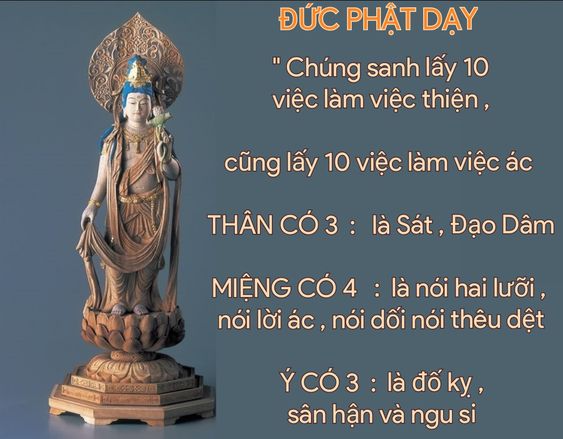 ĐỨC PHẬT DẠY
" Chúng sanh lấy 10
việc làm việc thiện ,
cũng lấy 10 việc làm việc ác
THÂN CÓ 3 : là Sát , Đạo Dâm
MIỆNG CÓ 4 : là nói hai lưỡi ,
nói lời ác , nói dối nói thêu dệt
Ý CÓ 3 : là đố kỵ ,
sân hận và ngu si